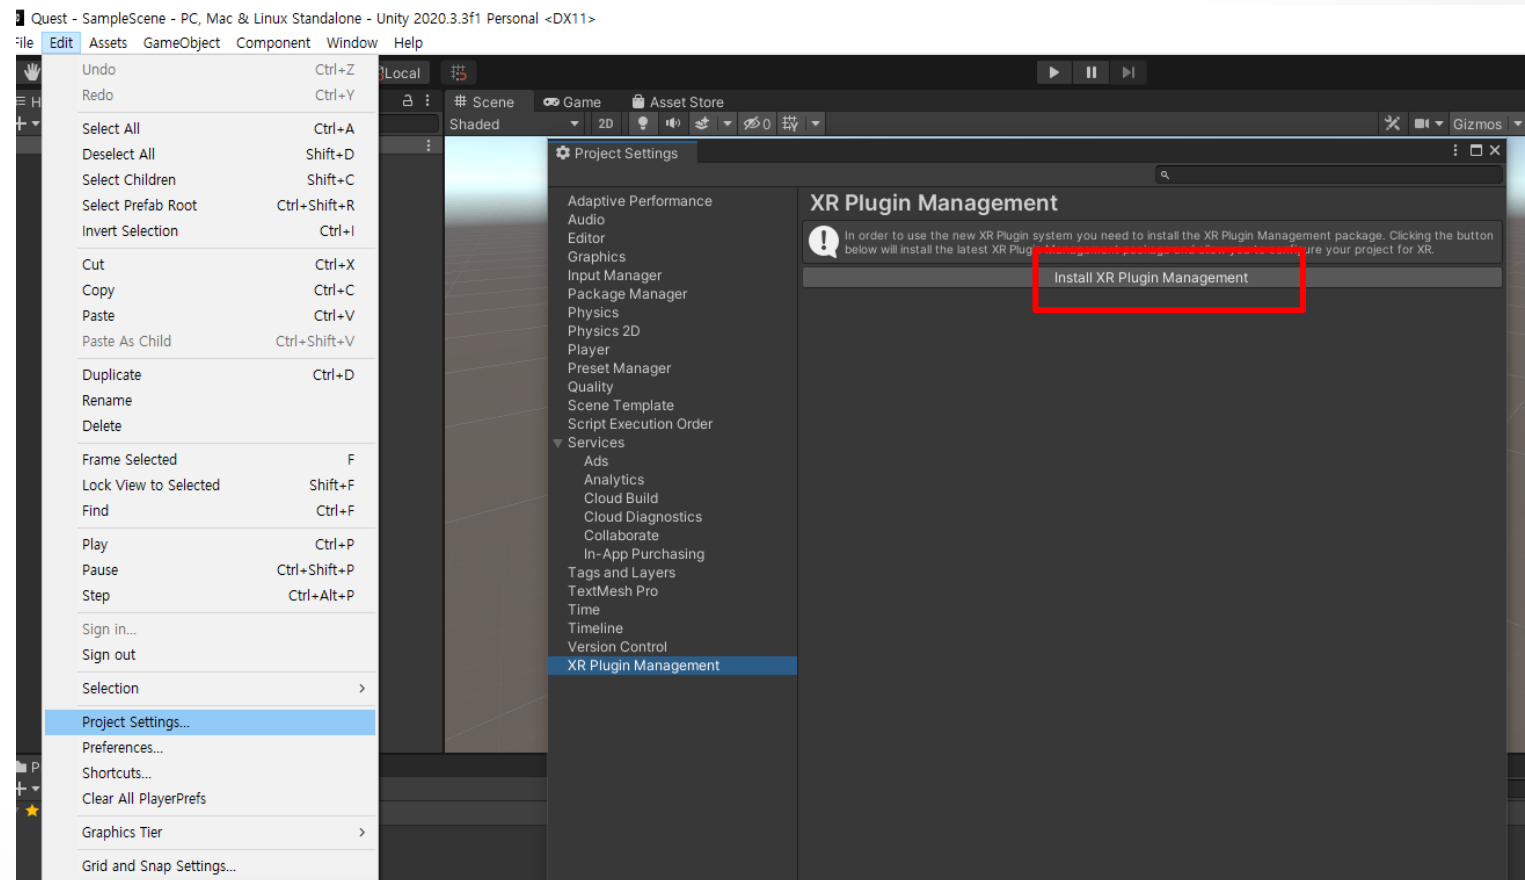 Quest - SampleScene - PC, Mac & Linux Standalone - Unity 2020.3.3f1 Personal <DX11>
File Edit Assets GameObject Component Window Help
Local
Undo Ctrl+Z
Redo Ctrl+Y
Select All Ctrl+A
Deselect All Shift+D
Select Children Shift+C
Select Prefab Root Ctrl+Shift+R
Invert Selection Ctrl+I
Cut Ctrl+X
Copy Ctrl+C
Paste Ctrl+V
Paste As Child Ctrl+Shift+V
Duplicate Ctrl+D
Rename
Delete
Frame Selected F
Lock View to Selected Shift+F
Find Ctrl+F
Play Ctrl+P
Pause Ctrl+Shift+P
Step Ctrl+Alt+P
Sign in...
Sign out
Selection
Project Settings...
Preferences...
Shortcuts...
Clear All PlayerPrefs
Graphics Tier
Grid and Snap Settings...
H
P
Scene Game Asset Store
Shaded 2D 0 Gizmos
Project Settings
Adaptive Performance
Audio
Editor
Graphics
Input Manager
Package Manager
Physics
Physics 2D
Player
Preset Manager
Quality
Scene Template
Script Execution Order
Services
Ads
Analytics
Cloud Build
Cloud Diagnostics
Collaborate
In-App Purchasing
Tags and Layers
TextMesh Pro
Time
Timeline
Version Control
XR Plugin Management
XR Plugin Management
In order to use the new XR Plugin system you need to install the XR Plugin Management package. Clicking the button
below will install the latest XR Plugin Management package and allow you to configure your project for XR.
Install XR Plugin Management